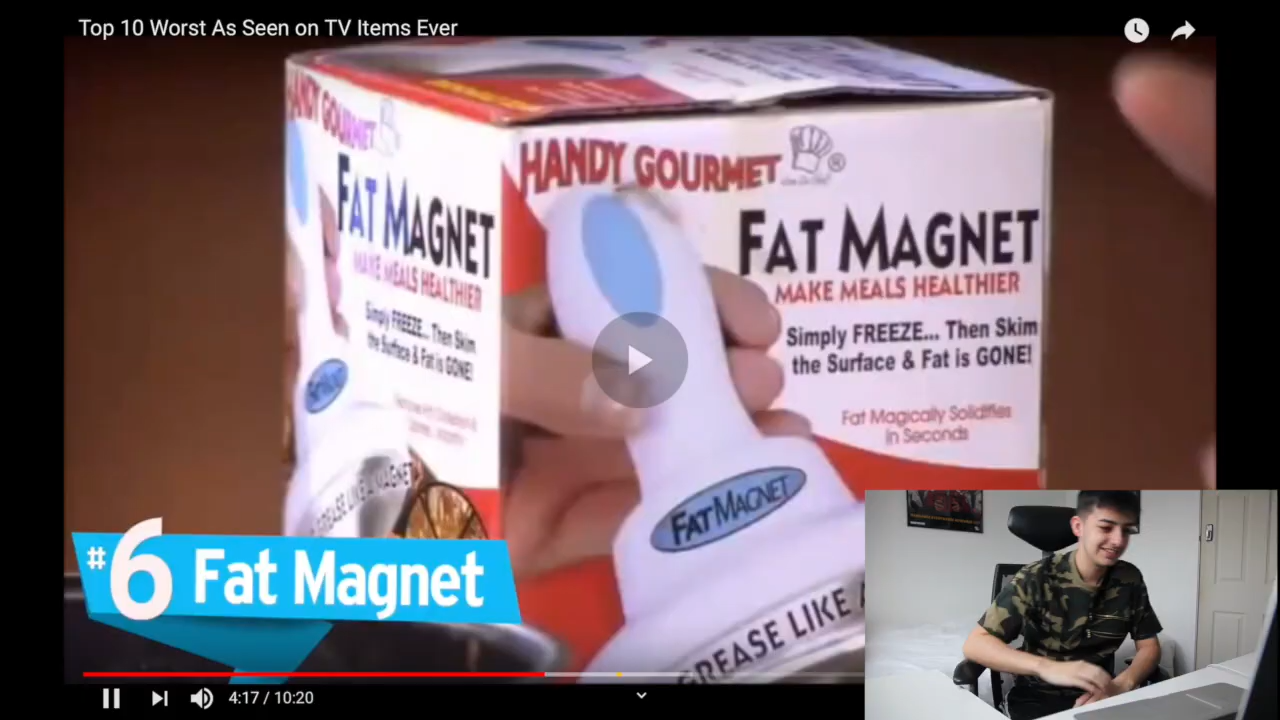 Top 10 Worst As Seen on TV Items Ever
HANDY GOURMET
FAT MAGNET
MAKE MEALS HEALTHIER
Simply FREEZE... Then Skim
the Surface & Fat is GONE!
HANDY GOURMET ®
FAT MAGNET
MAKE MEALS HEALTHIER
Simply FREEZE... Then Skim
the Surface & Fat is GONE!
Fat Magically Solidifies
in Seconds
FAT MAGNET
GREASE LIKE A
GREASE LIKE A MAGNET
#6 Fat Magnet
4:17 / 10:20